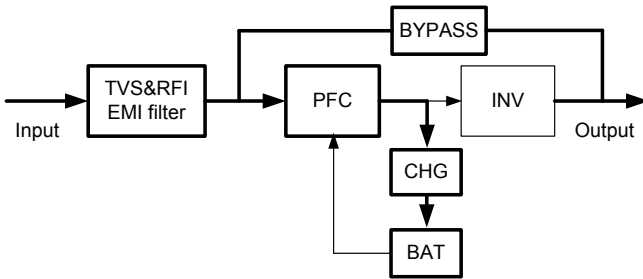 BYPASS
TVS&RFI
EMI filter
PFC
INV
Input
Output
CHG
BAT